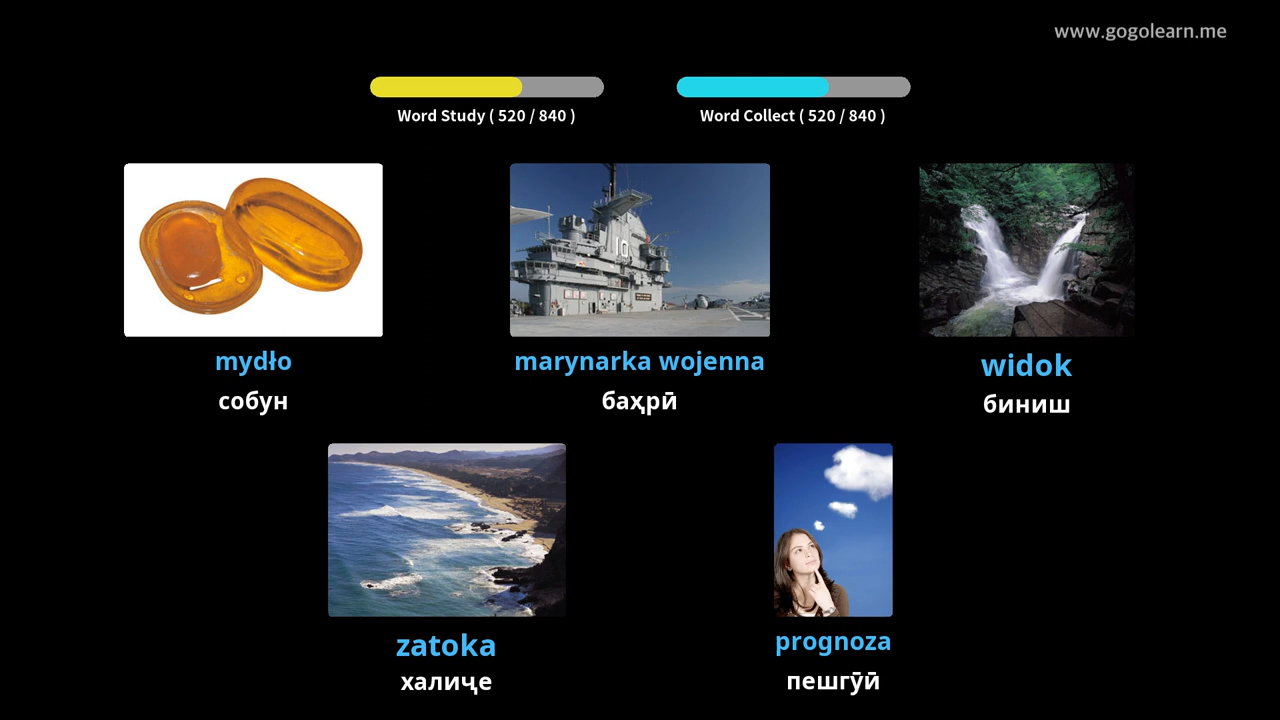 www.gogolearn.me
Word Study ( 520 / 840 )
Word Collect ( 520 / 840 )
mydło
собун
marynarka wojenna
баҳрӣ
widok
биниш
zatoka
халиҷе
prognoza
пешгӯӣ